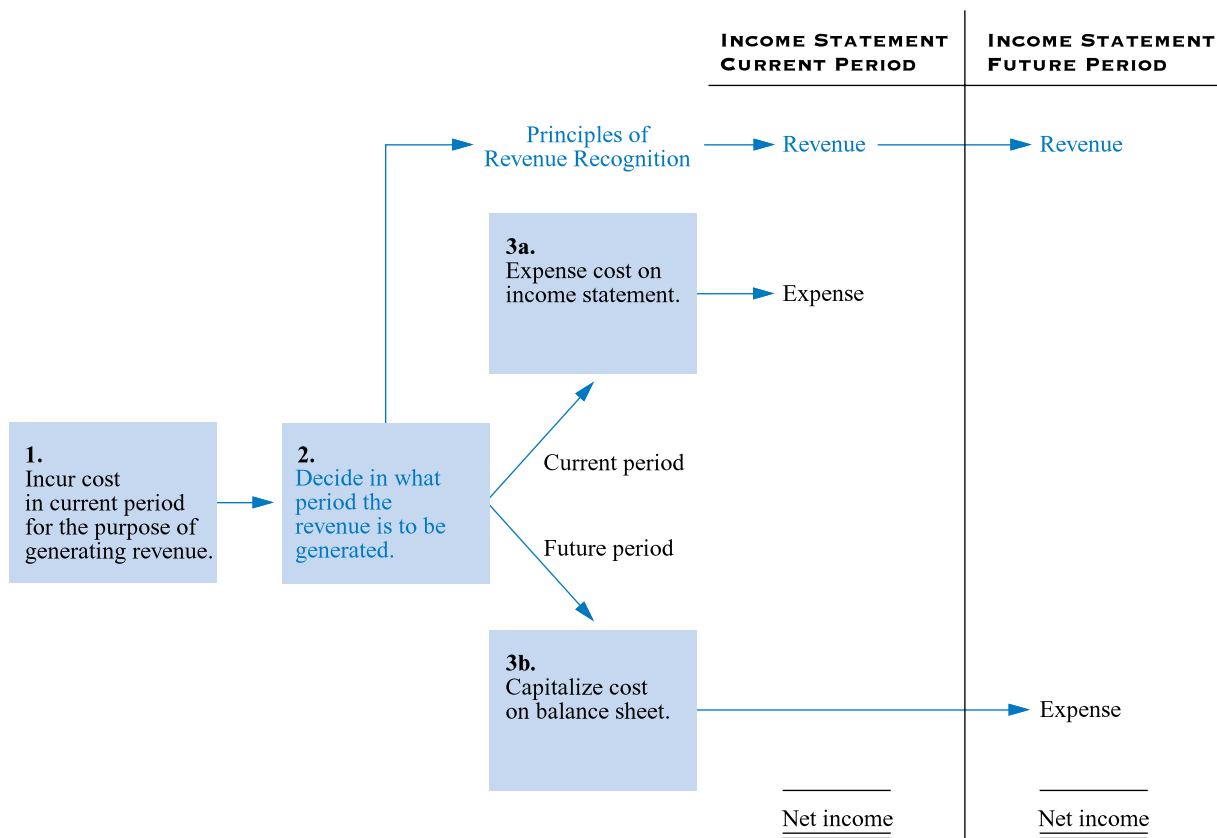 INCOME STATEMENT
CURRENT PERIOD
INCOME STATEMENT
FUTURE PERIOD
Principles of
Revenue Recognition
Revenue
Revenue
3a.
Expense cost on
income statement.
Expense
1.
Incur cost
in current period
for the purpose of
generating revenue.
2.
Decide in what
period the
revenue is to be
generated.
Current period
Future period
3b.
Capitalize cost
on balance sheet.
Expense
Net income
Net income